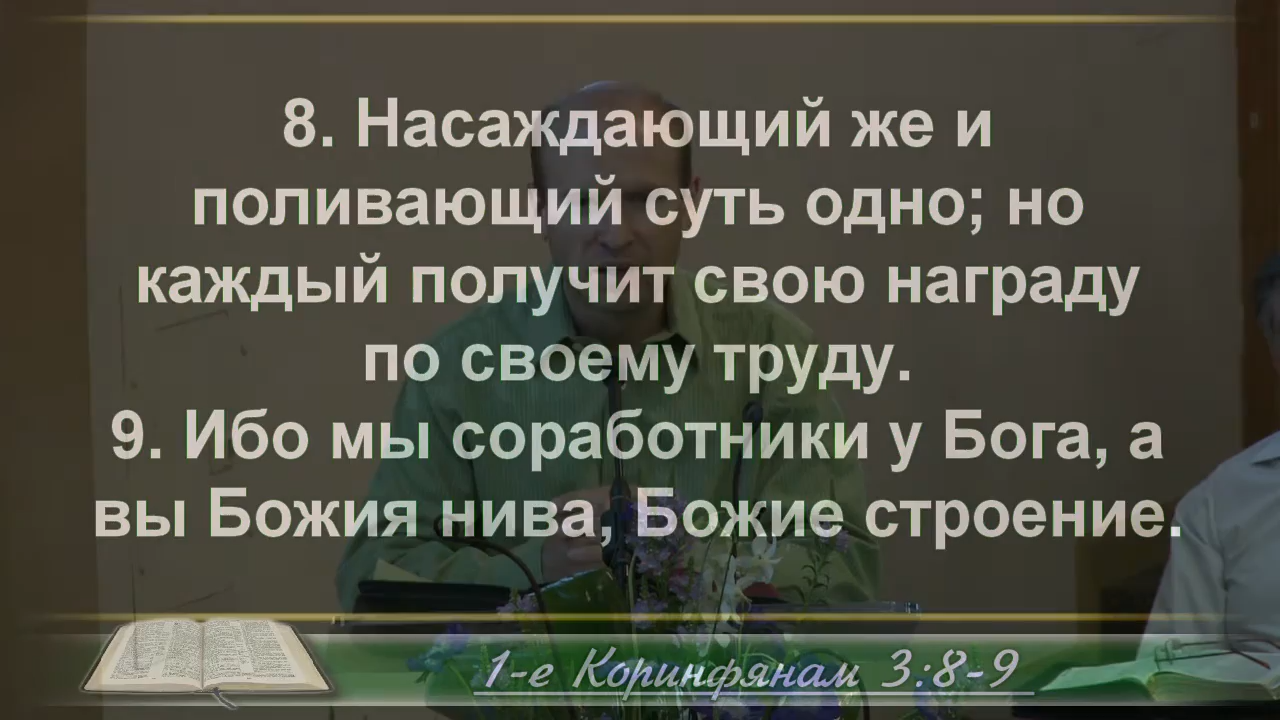 8. Насаждающий же и
поливающий суть одно; но
каждый получит свою награду
по своему труду.
9. Ибо мы соработники у Бога, а
вы Божия нива, Божие строение.
1-е Коринфянам 3:8-9